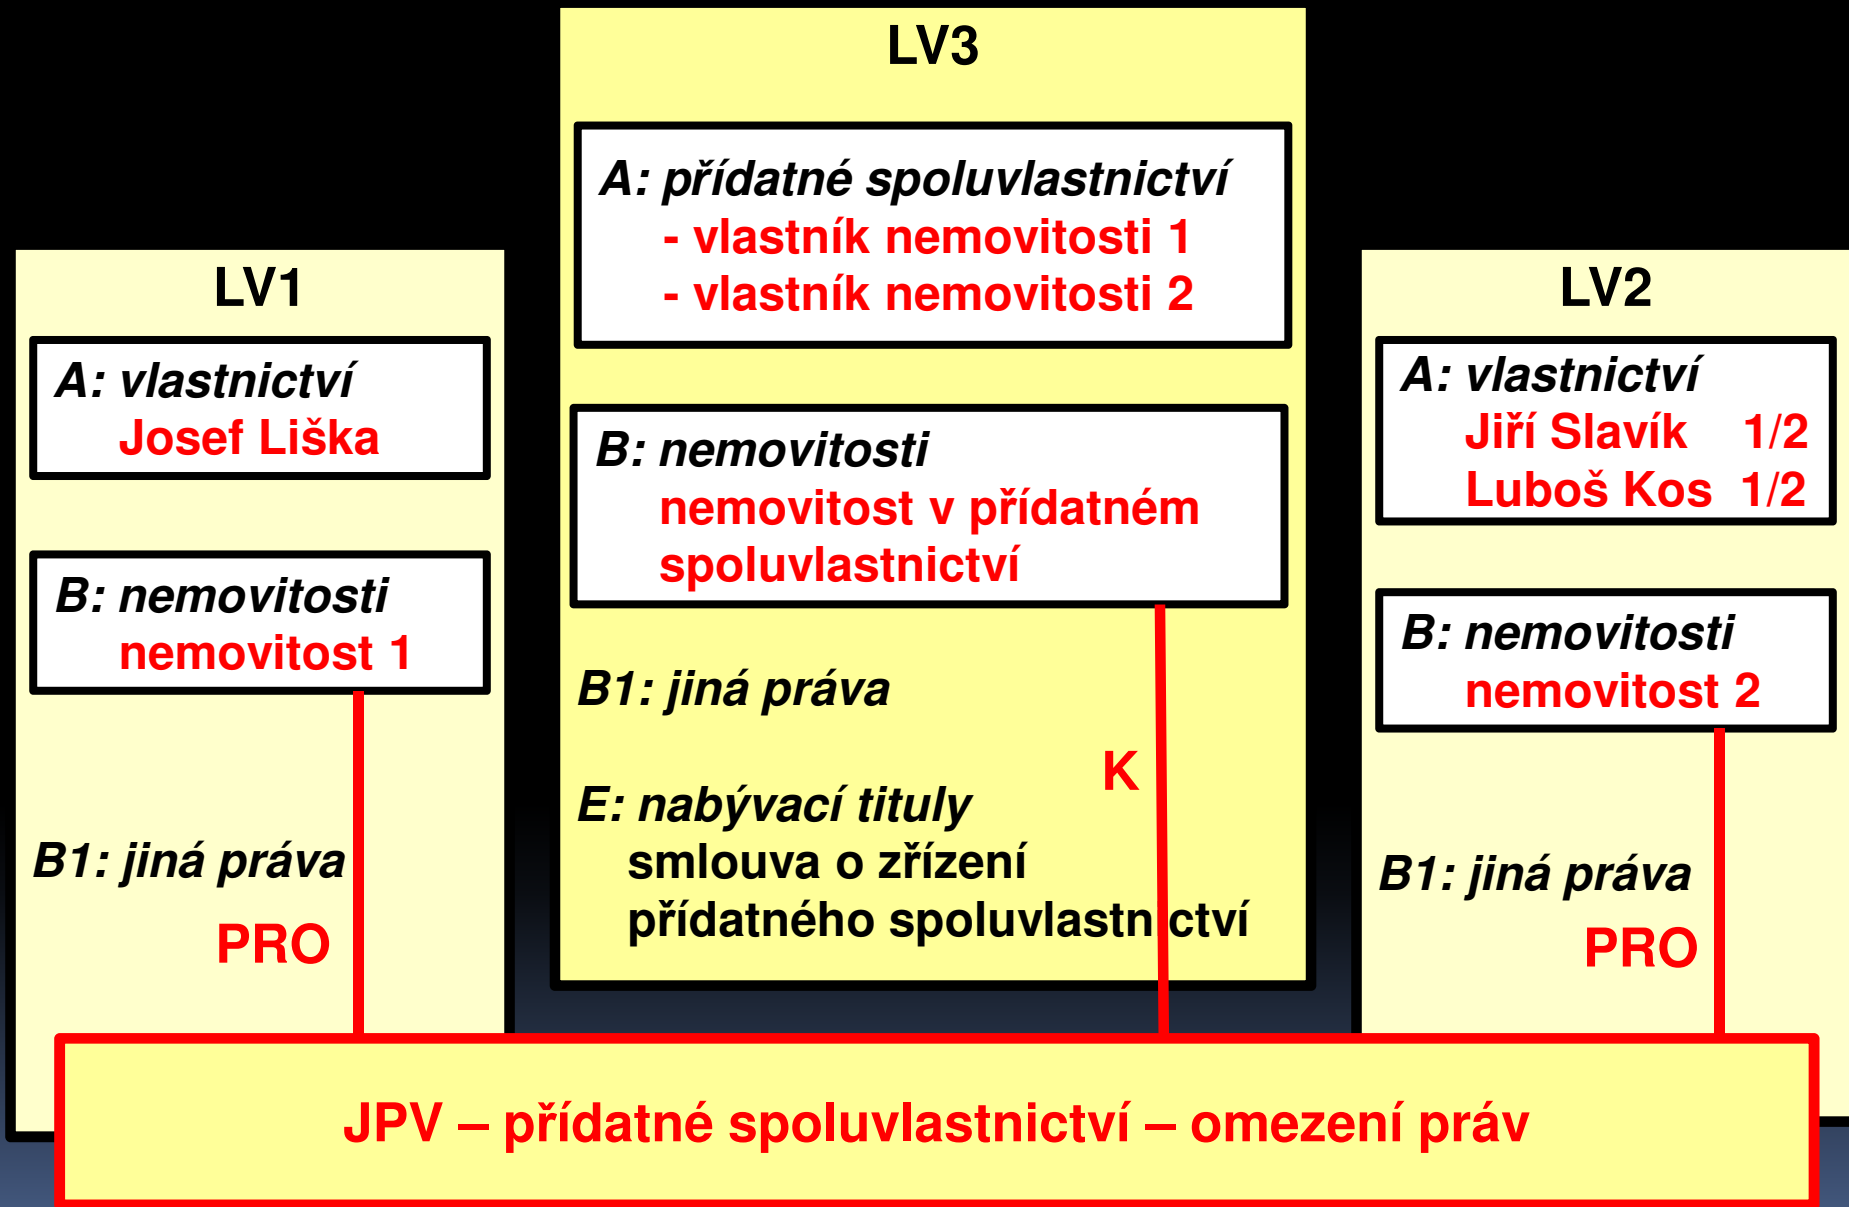 LV3
A: přídatné spoluvlastnictví
- vlastník nemovitosti 1
- vlastník nemovitosti 2
B: nemovitosti
nemovitost v přídatném
spoluvlastnictví
B1: jiná práva
K
E: nabývací tituly
smlouva o zřízení
přídatného spoluvlastnictví
LV1
A: vlastnictví
Josef Liška
B: nemovitosti
nemovitost 1
B1: jiná práva
PRO
LV2
A: vlastnictví
Jiří Slavík 1/2
Luboš Kos 1/2
B: nemovitosti
nemovitost 2
B1: jiná práva
PRO
JPV – přídatné spoluvlastnictví – omezení práv